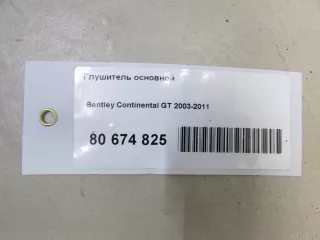 Глушитель основной
Bentley Continental GT 2003-2011
80 674 825